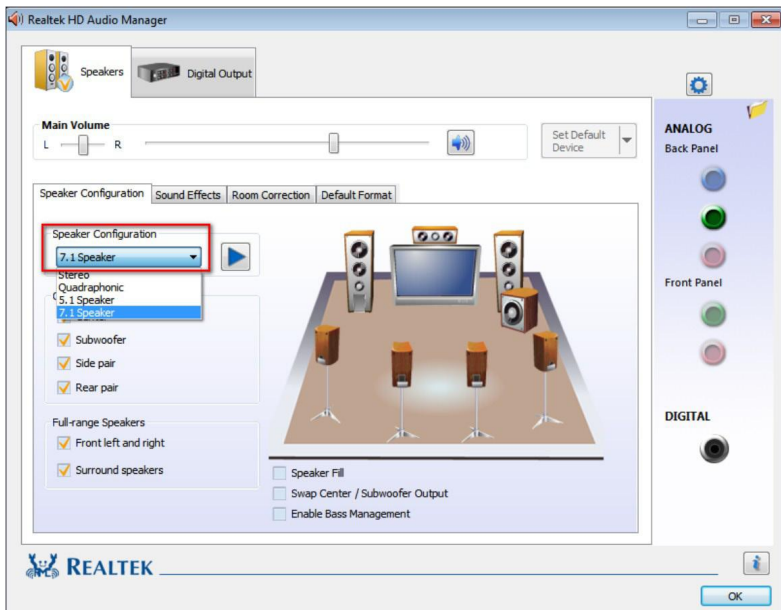 Realtek HD Audio Manager
Speakers
Digital Output
Main Volume
L
R
Set Default
Device
ANALOG
Back Panel
Speaker Configuration
Sound Effects
Room Correction
Default Format
Speaker Configuration
7.1 Speaker
Stereo
Quadraphonic
5.1 Speaker
7.1 Speaker
Subwoofer
Side pair
Rear pair
Front Panel
DIGITAL
Full-range Speakers
Front left and right
Surround speakers
Speaker Fill
Swap Center / Subwoofer Output
Enable Bass Management
REALTEK
OK